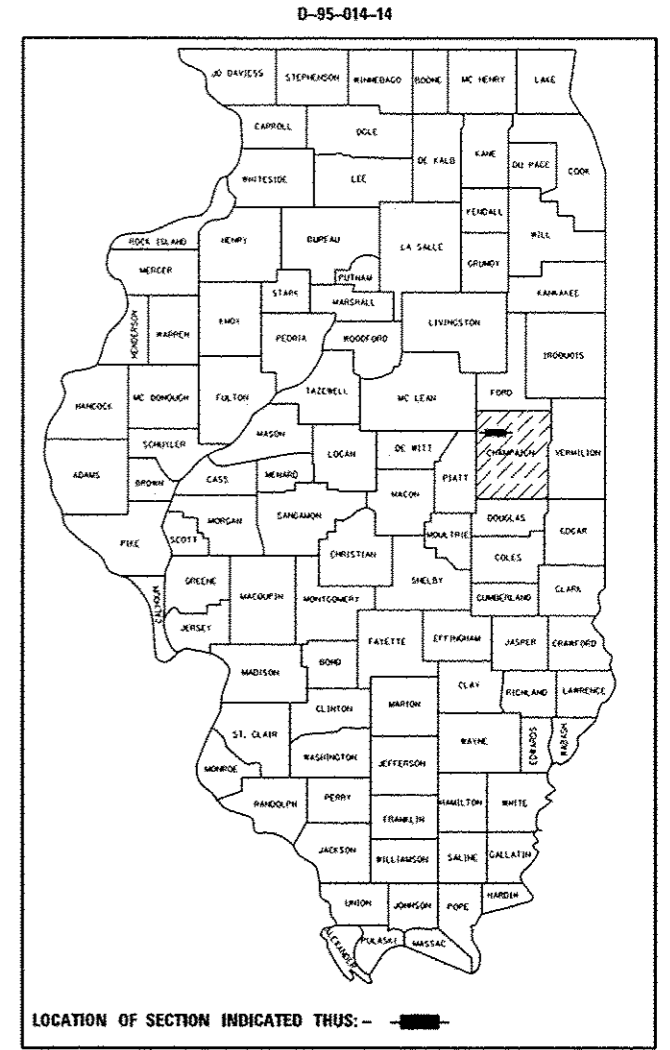 D-95-014-14
JO DAVIESS STEPHENSON WINNEBAGO BOONE MC HENRY LAKE
CARROLL OGLE DE KALB KANE DU PAGE COOK
WHITESIDE LEE
KENDALL WILL
ROCK ISLAND HENRY BUREAU LA SALLE GRUNDY
MERCER PUTNAM
STARK MARSHALL KANKAKEE
HENDERSON WARREN KNOX PEORIA WOODFORD LIVINGSTON IROQUOIS
HANCOCK MC DONOUGH FULTON TAZEWELL MC LEAN FORD
SCHUYLER MASON LOGAN DE WITT CHAMPAIGN VERMILION
ADAMS BROWN CASS MENARD MACON PIATT
PIKE SCOTT MORGAN SANGAMON CHRISTIAN MOULTRIE DOUGLAS EDGAR
COLES
CALHOUN GREENE MACOUPIN MONTGOMERY SHELBY CUMBERLAND CLARK
JERSEY FAYETTE EFFINGHAM JASPER CRAWFORD
MADISON BOND
CLAY RICHLAND LAWRENCE
CLINTON MARION
ST. CLAIR WAYNE EDWARDS WABASH
MONROE WASHINGTON JEFFERSON
RANDOLPH PERRY HAMILTON WHITE
FRANKLIN
JACKSON WILLIAMSON SALINE GALLATIN
UNION JOHNSON POPE HARDIN
ALEXANDER PULASKI MASSAC
LOCATION OF SECTION INDICATED THUS: -